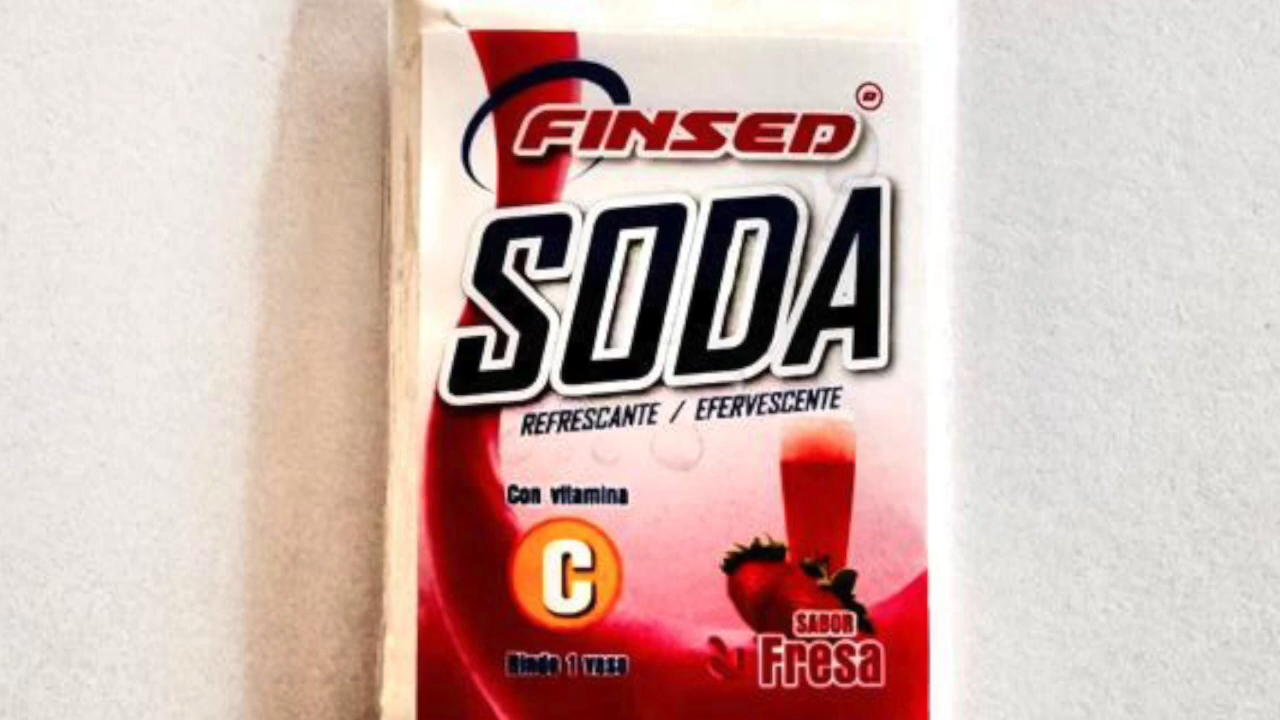 FINSED ®
SODA
REFRESCANTE / EFERVESCENTE
Con vitamina
C
Rinde 1 vaso
SABOR
Fresa